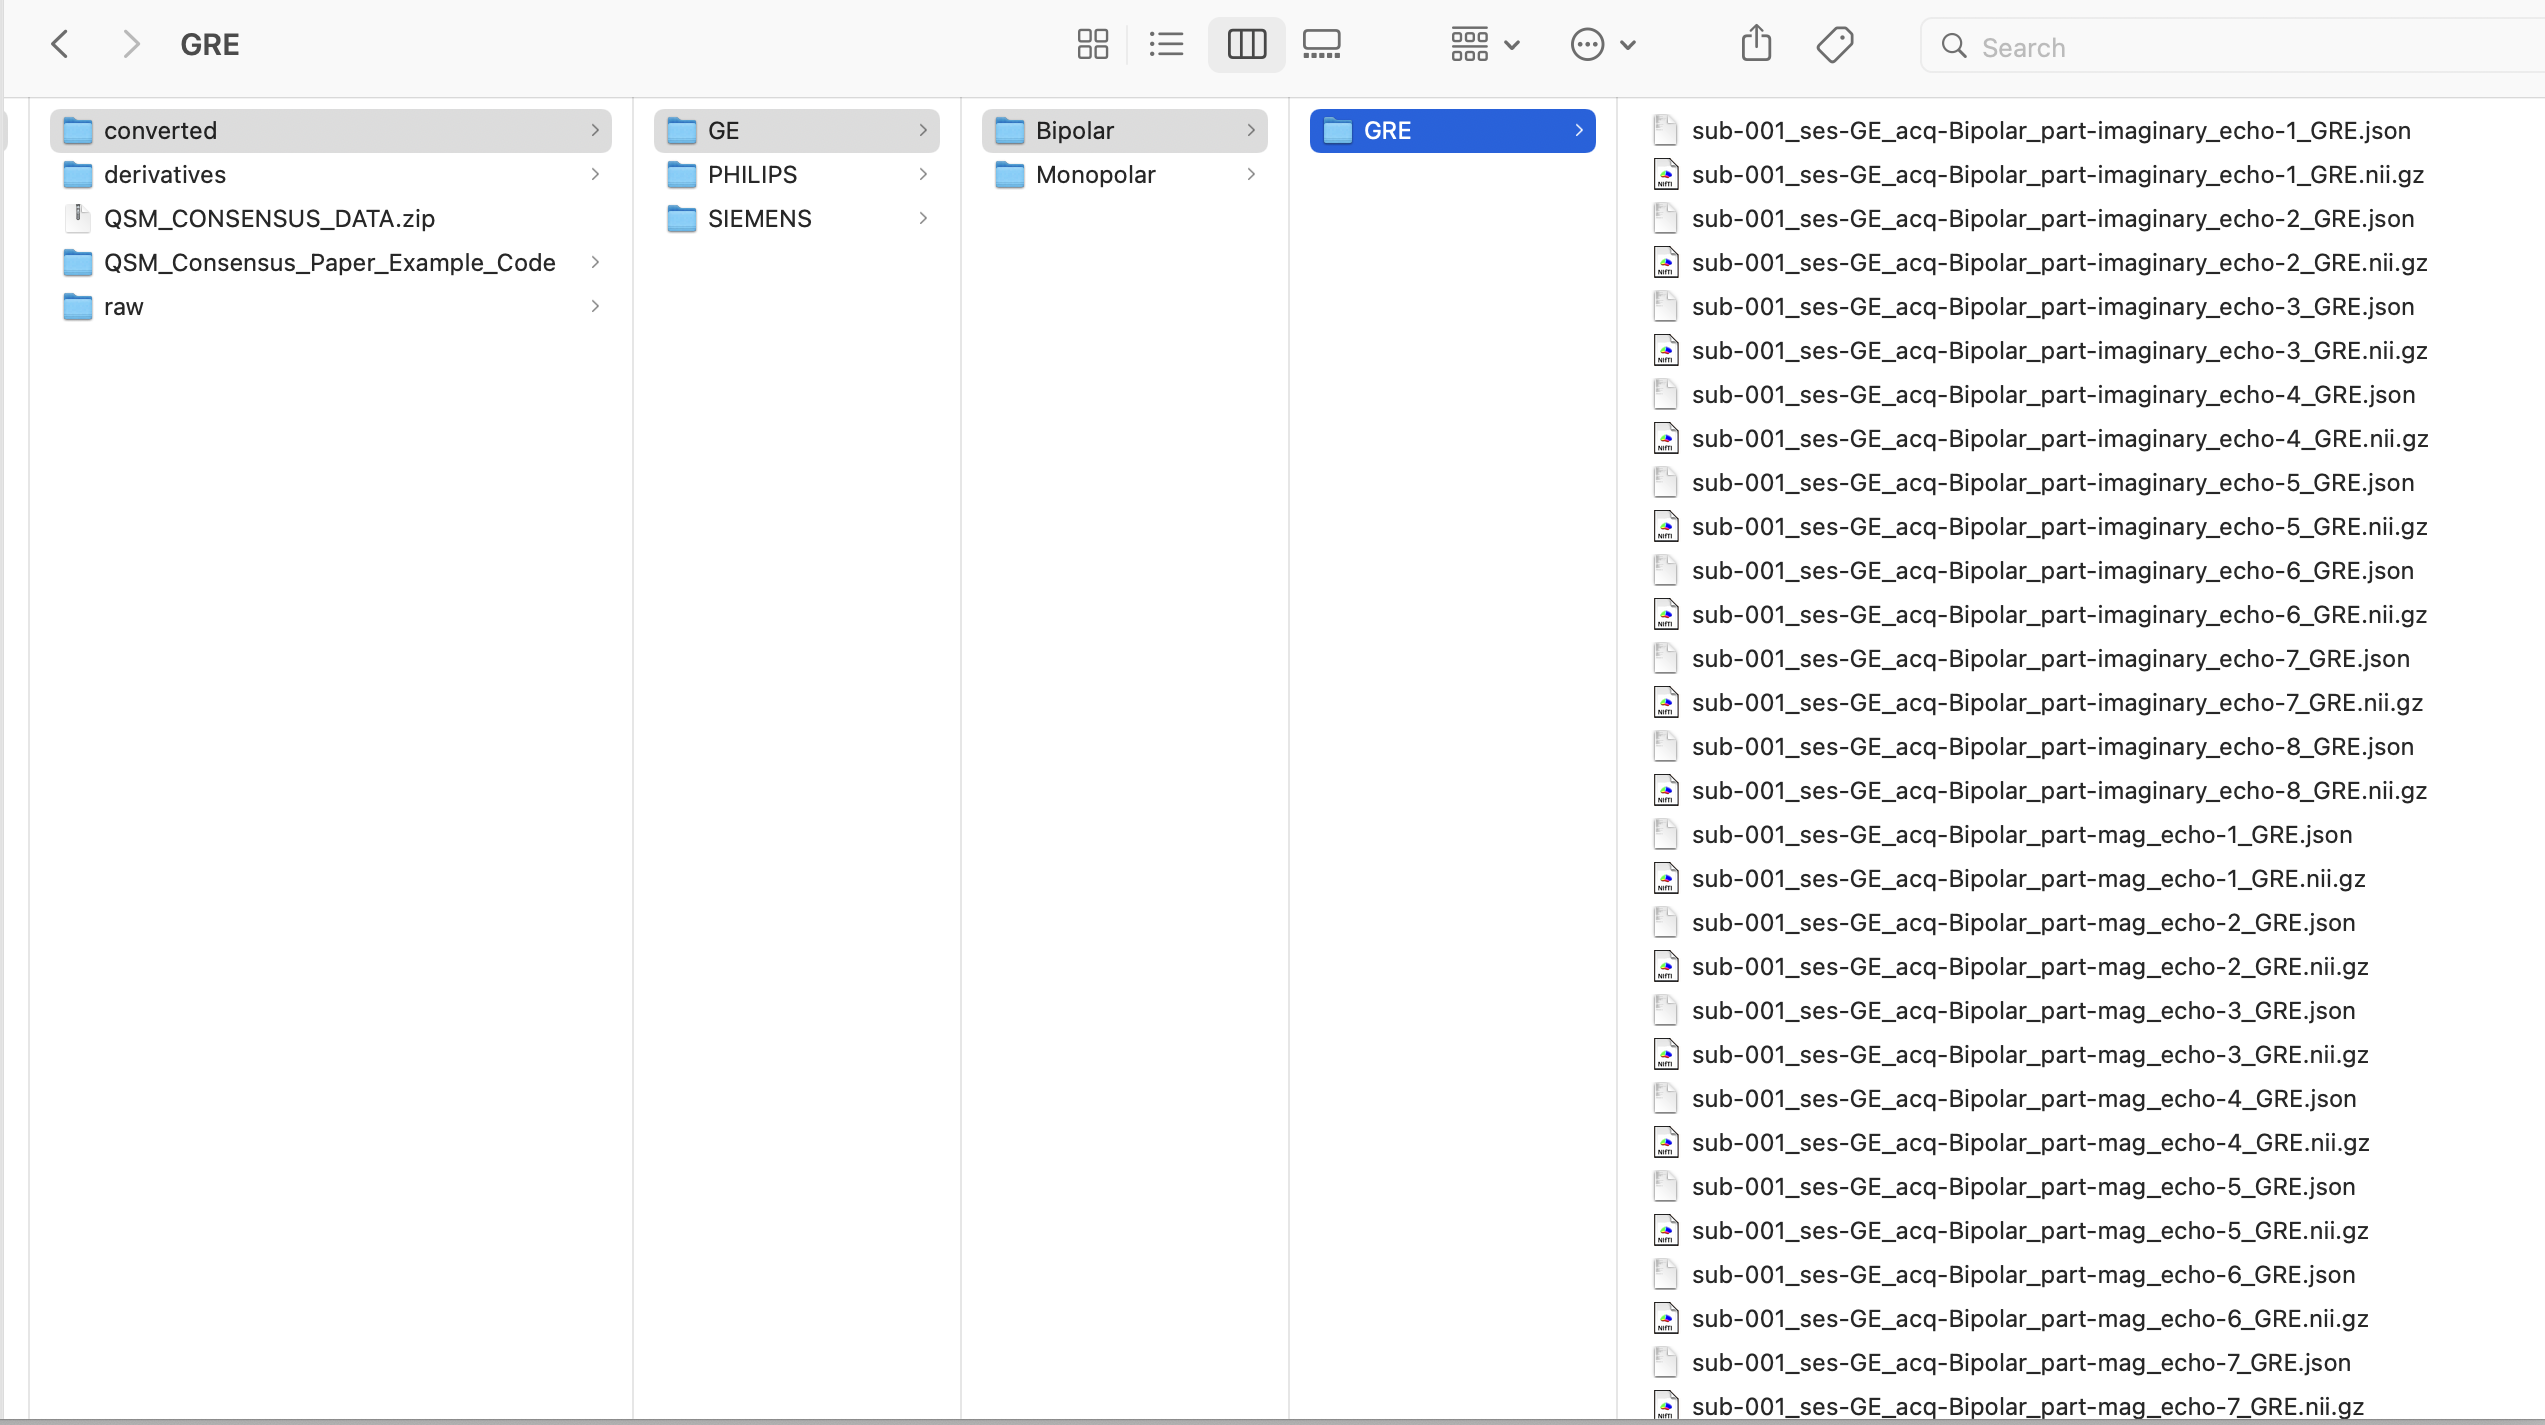 GRE
Search
converted
derivatives
QSM_CONSENSUS_DATA.zip
QSM_Consensus_Paper_Example_Code
raw
GE
PHILIPS
SIEMENS
Bipolar
Monopolar
GRE
sub-001_ses-GE_acq-Bipolar_part-imaginary_echo-1_GRE.json
sub-001_ses-GE_acq-Bipolar_part-imaginary_echo-1_GRE.nii.gz
sub-001_ses-GE_acq-Bipolar_part-imaginary_echo-2_GRE.json
sub-001_ses-GE_acq-Bipolar_part-imaginary_echo-2_GRE.nii.gz
sub-001_ses-GE_acq-Bipolar_part-imaginary_echo-3_GRE.json
sub-001_ses-GE_acq-Bipolar_part-imaginary_echo-3_GRE.nii.gz
sub-001_ses-GE_acq-Bipolar_part-imaginary_echo-4_GRE.json
sub-001_ses-GE_acq-Bipolar_part-imaginary_echo-4_GRE.nii.gz
sub-001_ses-GE_acq-Bipolar_part-imaginary_echo-5_GRE.json
sub-001_ses-GE_acq-Bipolar_part-imaginary_echo-5_GRE.nii.gz
sub-001_ses-GE_acq-Bipolar_part-imaginary_echo-6_GRE.json
sub-001_ses-GE_acq-Bipolar_part-imaginary_echo-6_GRE.nii.gz
sub-001_ses-GE_acq-Bipolar_part-imaginary_echo-7_GRE.json
sub-001_ses-GE_acq-Bipolar_part-imaginary_echo-7_GRE.nii.gz
sub-001_ses-GE_acq-Bipolar_part-imaginary_echo-8_GRE.json
sub-001_ses-GE_acq-Bipolar_part-imaginary_echo-8_GRE.nii.gz
sub-001_ses-GE_acq-Bipolar_part-mag_echo-1_GRE.json
sub-001_ses-GE_acq-Bipolar_part-mag_echo-1_GRE.nii.gz
sub-001_ses-GE_acq-Bipolar_part-mag_echo-2_GRE.json
sub-001_ses-GE_acq-Bipolar_part-mag_echo-2_GRE.nii.gz
sub-001_ses-GE_acq-Bipolar_part-mag_echo-3_GRE.json
sub-001_ses-GE_acq-Bipolar_part-mag_echo-3_GRE.nii.gz
sub-001_ses-GE_acq-Bipolar_part-mag_echo-4_GRE.json
sub-001_ses-GE_acq-Bipolar_part-mag_echo-4_GRE.nii.gz
sub-001_ses-GE_acq-Bipolar_part-mag_echo-5_GRE.json
sub-001_ses-GE_acq-Bipolar_part-mag_echo-5_GRE.nii.gz
sub-001_ses-GE_acq-Bipolar_part-mag_echo-6_GRE.json
sub-001_ses-GE_acq-Bipolar_part-mag_echo-6_GRE.nii.gz
sub-001_ses-GE_acq-Bipolar_part-mag_echo-7_GRE.json
sub-001_ses-GE_acq-Bipolar_part-mag_echo-7_GRE.nii.gz